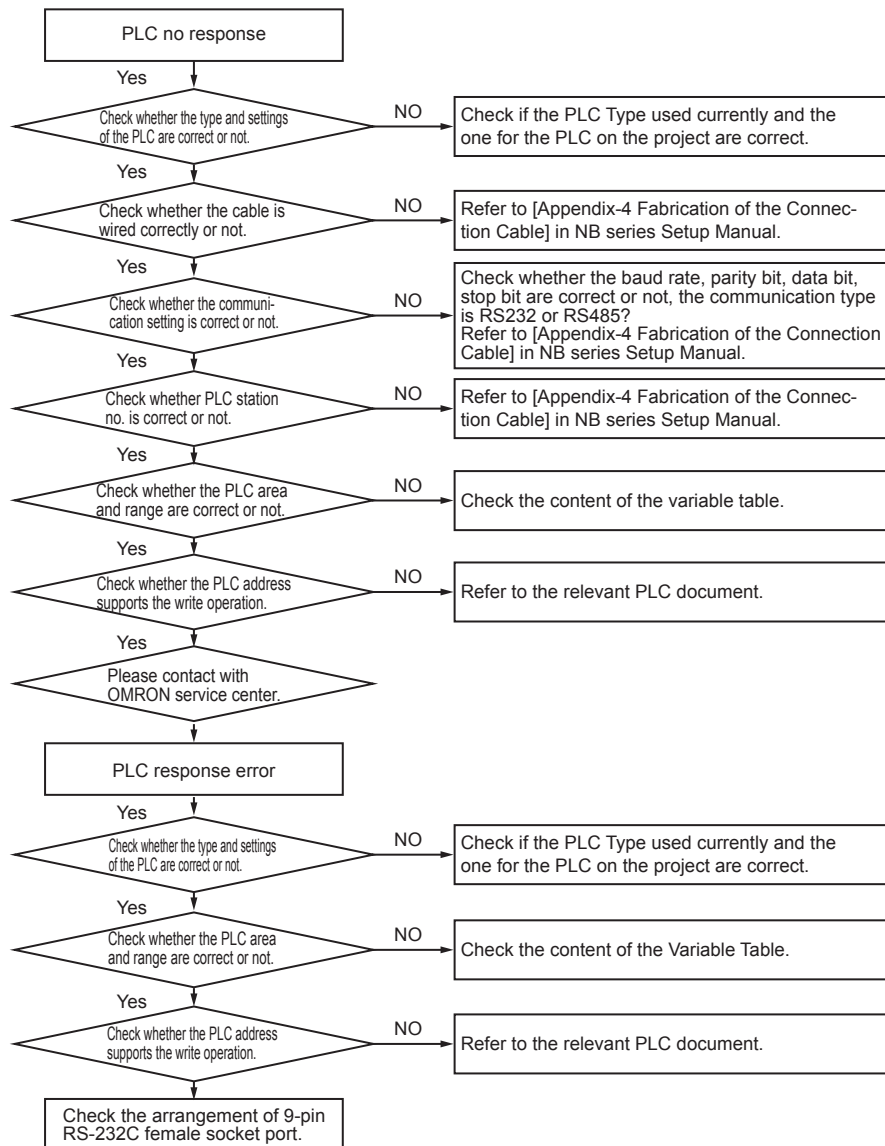 PLC no response
Yes
Check whether the type and settings
of the PLC are correct or not.
NO
Check if the PLC Type used currently and the
one for the PLC on the project are correct.
Yes
Check whether the cable is
wired correctly or not.
NO
Refer to [Appendix-4 Fabrication of the Connec-
tion Cable] in NB series Setup Manual.
Yes
Check whether the communi-
cation setting is correct or not.
NO
Check whether the baud rate, parity bit, data bit,
stop bit are correct or not, the communication type
is RS232 or RS485?
Refer to [Appendix-4 Fabrication of the Connection
Cable] in NB series Setup Manual.
Yes
Check whether PLC station
no. is correct or not.
NO
Refer to [Appendix-4 Fabrication of the Connec-
tion Cable] in NB series Setup Manual.
Yes
Check whether the PLC area
and range are correct or not.
NO
Check the content of the variable table.
Yes
Check whether the PLC address
supports the write operation.
NO
Refer to the relevant PLC document.
Yes
Please contact with
OMRON service center.
PLC response error
Yes
Check whether the type and settings
of the PLC are correct or not.
NO
Check if the PLC Type used currently and the
one for the PLC on the project are correct.
Yes
Check whether the PLC area
and range are correct or not.
NO
Check the content of the Variable Table.
Yes
Check whether the PLC address
supports the write operation.
NO
Refer to the relevant PLC document.
Check the arrangement of 9-pin
RS-232C female socket port.